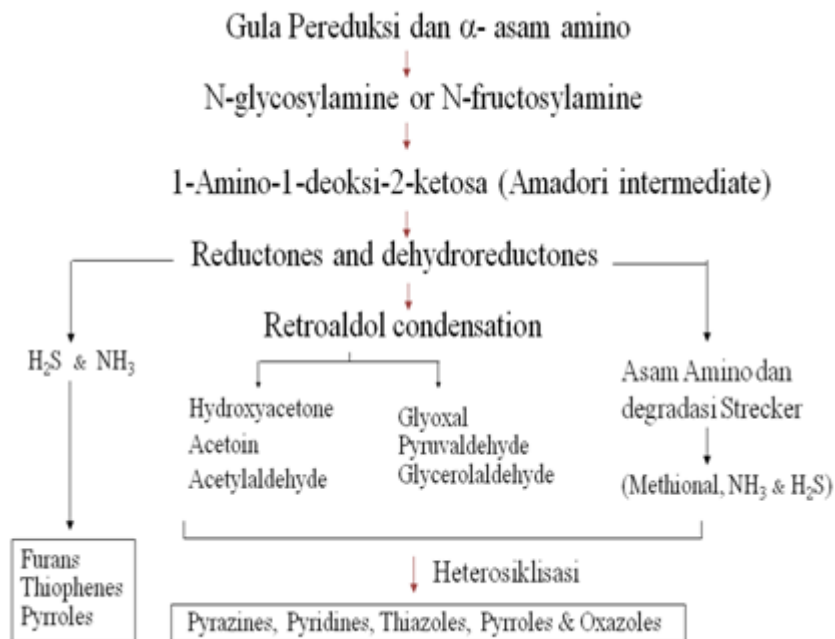 Gula Pereduksi dan α- asam amino
N-glycosylamine or N-fructosylamine
1-Amino-1-deoksi-2-ketosa (Amadori intermediate)
Reductones and dehydroreductones
Retroaldol condensation
H₂S & NH₃
Hydroxyacetone
Acetoin
Acetylaldehyde
Glyoxal
Pyruvaldehyde
Glycerolaldehyde
Asam Amino dan
degradasi Strecker
(Methional, NH₃ & H₂S)
Furans
Thiophenes
Pyrroles
Heterosiklisasi
Pyrazines, Pyridines, Thiazoles, Pyrroles & Oxazoles